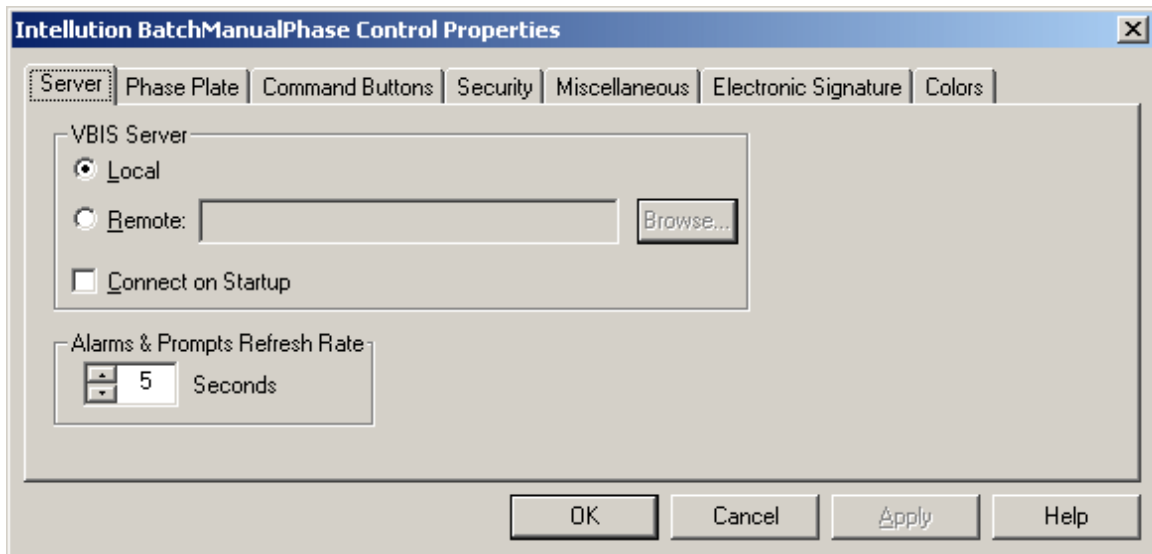 Intellution BatchManualPhase Control Properties
Server Phase Plate Command Buttons Security Miscellaneous Electronic Signature Colors
VBIS Server
Local
Remote: Browse...
Connect on Startup
Alarms & Prompts Refresh Rate
5 Seconds
OK Cancel Apply Help